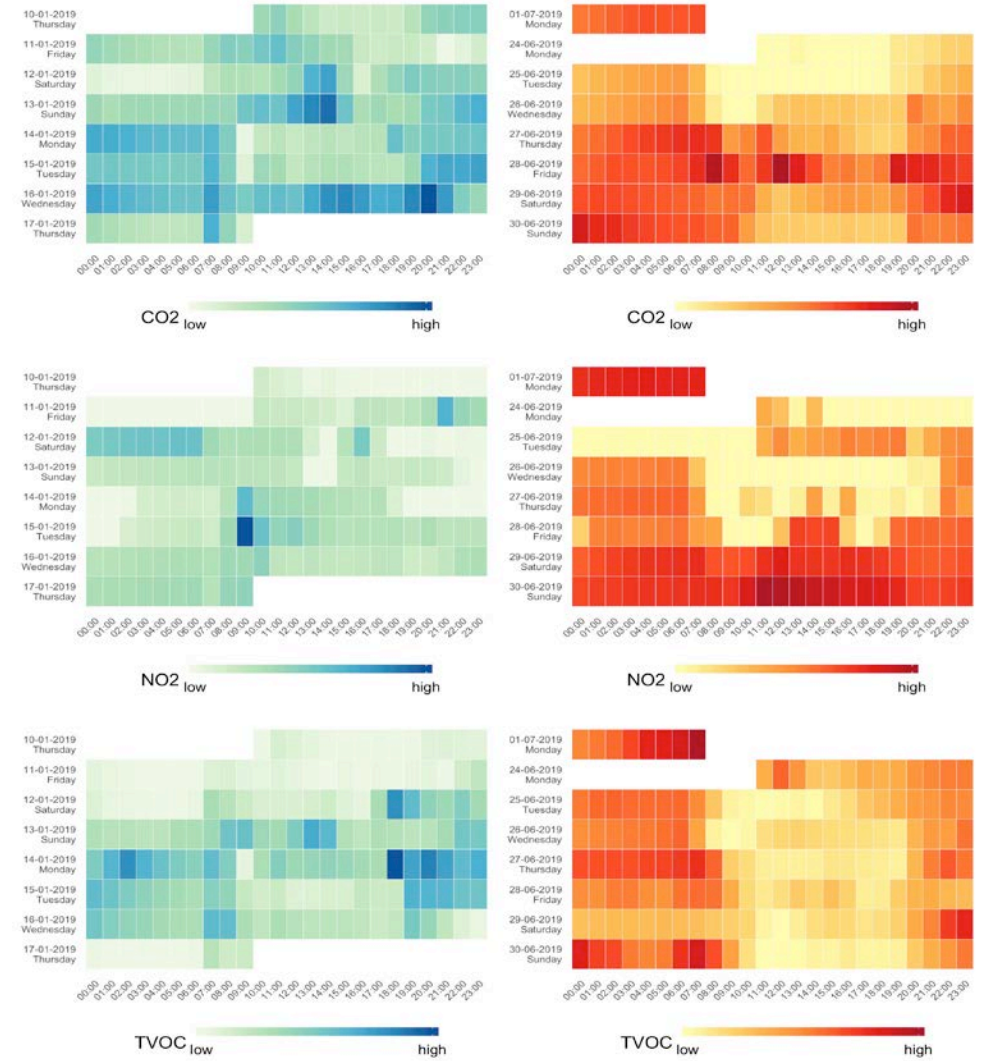 10-01-2019
Thursday
11-01-2019
Friday
12-01-2019
Saturday
13-01-2019
Sunday
14-01-2019
Monday
15-01-2019
Tuesday
16-01-2019
Wednesday
17-01-2019
Thursday
00:00 01:00 02:00 03:00 04:00 05:00 06:00 07:00 08:00 09:00 10:00 11:00 12:00 13:00 14:00 15:00 16:00 17:00 18:00 19:00 20:00 21:00 22:00 23:00
CO2 low high
01-07-2019
Monday
24-06-2019
Monday
25-06-2019
Tuesday
26-06-2019
Wednesday
27-06-2019
Thursday
28-06-2019
Friday
29-06-2019
Saturday
30-06-2019
Sunday
00:00 01:00 02:00 03:00 04:00 05:00 06:00 07:00 08:00 09:00 10:00 11:00 12:00 13:00 14:00 15:00 16:00 17:00 18:00 19:00 20:00 21:00 22:00 23:00
CO2 low high
10-01-2019
Thursday
11-01-2019
Friday
12-01-2019
Saturday
13-01-2019
Sunday
14-01-2019
Monday
15-01-2019
Tuesday
16-01-2019
Wednesday
17-01-2019
Thursday
00:00 01:00 02:00 03:00 04:00 05:00 06:00 07:00 08:00 09:00 10:00 11:00 12:00 13:00 14:00 15:00 16:00 17:00 18:00 19:00 20:00 21:00 22:00 23:00
NO2 low high
01-07-2019
Monday
24-06-2019
Monday
25-06-2019
Tuesday
26-06-2019
Wednesday
27-06-2019
Thursday
28-06-2019
Friday
29-06-2019
Saturday
30-06-2019
Sunday
00:00 01:00 02:00 03:00 04:00 05:00 06:00 07:00 08:00 09:00 10:00 11:00 12:00 13:00 14:00 15:00 16:00 17:00 18:00 19:00 20:00 21:00 22:00 23:00
NO2 low high
10-01-2019
Thursday
11-01-2019
Friday
12-01-2019
Saturday
13-01-2019
Sunday
14-01-2019
Monday
15-01-2019
Tuesday
16-01-2019
Wednesday
17-01-2019
Thursday
00:00 01:00 02:00 03:00 04:00 05:00 06:00 07:00 08:00 09:00 10:00 11:00 12:00 13:00 14:00 15:00 16:00 17:00 18:00 19:00 20:00 21:00 22:00 23:00
TVOC low high
01-07-2019
Monday
24-06-2019
Monday
25-06-2019
Tuesday
26-06-2019
Wednesday
27-06-2019
Thursday
28-06-2019
Friday
29-06-2019
Saturday
30-06-2019
Sunday
00:00 01:00 02:00 03:00 04:00 05:00 06:00 07:00 08:00 09:00 10:00 11:00 12:00 13:00 14:00 15:00 16:00 17:00 18:00 19:00 20:00 21:00 22:00 23:00
TVOC low high